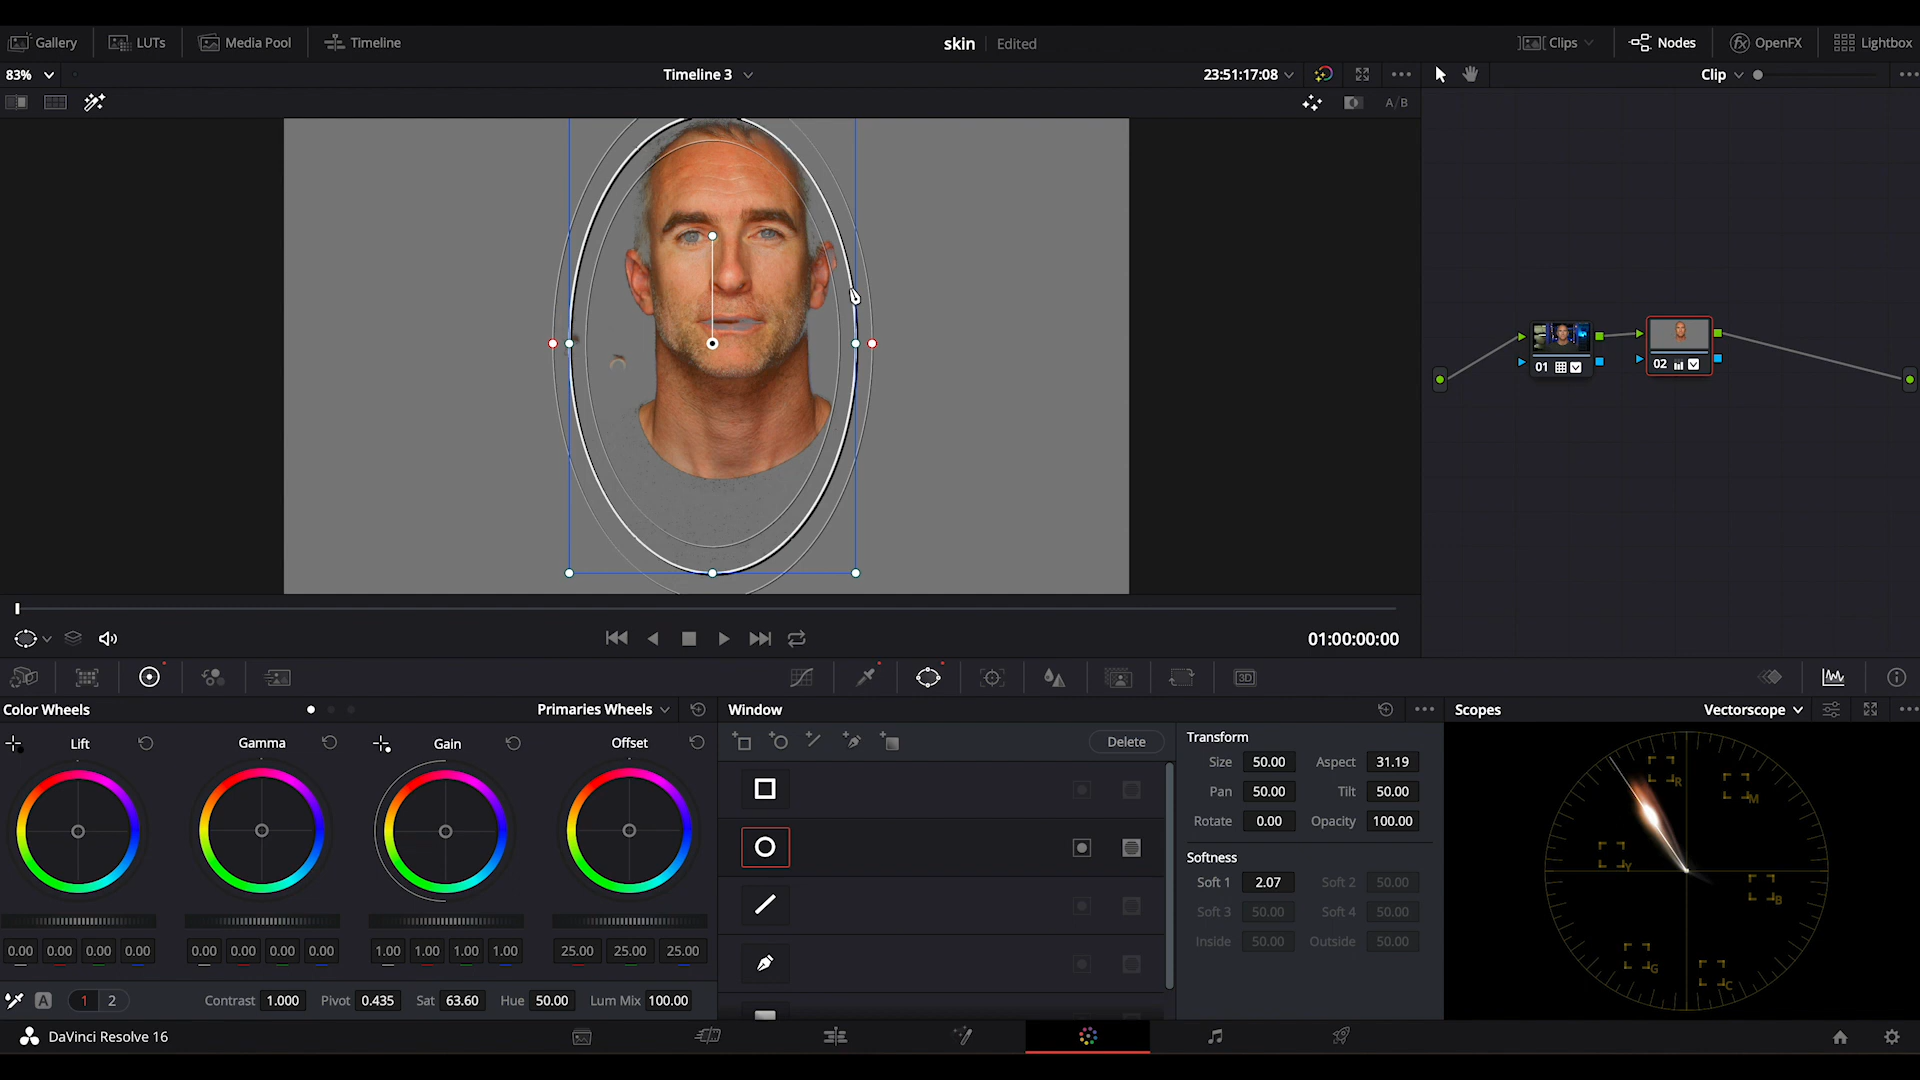 Gallery LUTs Media Pool Timeline skin Edited Clips Nodes OpenFX Lightbox
83% Timeline 3 23:51:17:08 Clip
A/B
01 02
01:00:00:00
3D
Color Wheels Primaries Wheels Window Scopes Vectorscope
Lift Gamma Gain Offset
Delete
Transform
Size 50.00 Aspect 31.19
Pan 50.00 Tilt 50.00
Rotate 0.00 Opacity 100.00
Softness
Soft 1 2.07 Soft 2 50.00
Soft 3 50.00 Soft 4 50.00
Inside 50.00 Outside 50.00
R
M
Y
B
G
C
0.00 0.00 0.00 0.00 0.00 0.00 0.00 0.00 1.00 1.00 1.00 1.00 25.00 25.00 25.00
A 1 2 Contrast 1.000 Pivot 0.435 Sat 63.60 Hue 50.00 Lum Mix 100.00
DaVinci Resolve 16